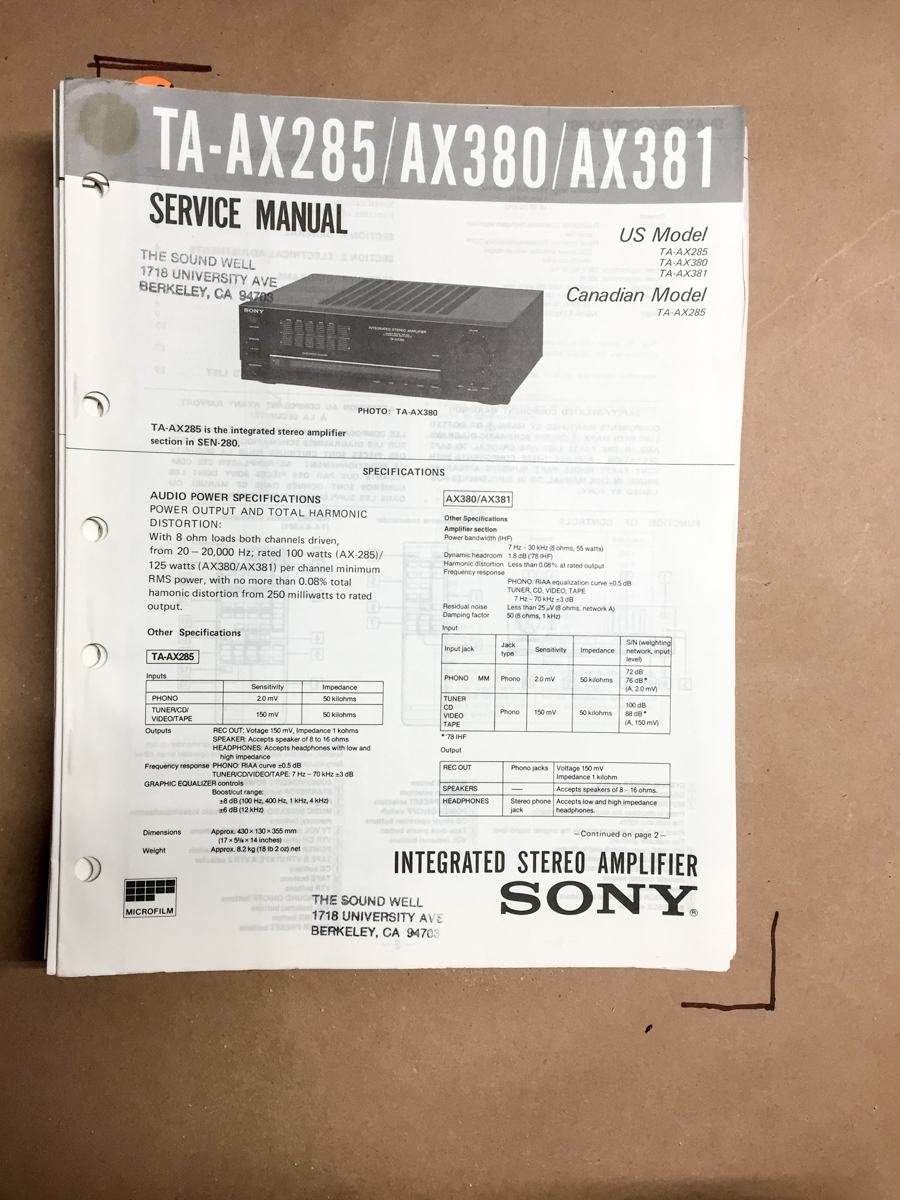 TA-AX285/AX380/AX381
SERVICE MANUAL
US Model
TA-AX285
TA-AX380
TA-AX381
Canadian Model
TA-AX285
THE SOUND WELL
1718 UNIVERSITY AVE
BERKELEY, CA 94703
SONY
INTEGRATED STEREO AMPLIFIER
PHOTO: TA-AX380
TA-AX285 is the integrated stereo amplifier
section in SEN-280.
SPECIFICATIONS
AUDIO POWER SPECIFICATIONS
POWER OUTPUT AND TOTAL HARMONIC
DISTORTION:
With 8 ohm loads both channels driven,
from 20 – 20,000 Hz; rated 100 watts (AX-285)/
125 watts (AX380/AX381) per channel minimum
RMS power, with no more than 0.08% total
hamonic distortion from 250 milliwatts to rated
output.
Other Specifications
TA-AX285
Inputs
Sensitivity Impedance
PHONO 2.0 mV 50 kilohms
TUNER/CD/
VIDEO/TAPE 150 mV 50 kilohms
Outputs REC OUT: Votage 150 mV, Impedance 1 kohms
SPEAKER: Accepts speaker of 8 to 16 ohms
HEADPHONES: Accepts headphones with low and
high impedance
Frequency response PHONO: RIAA curve ±0.5 dB
TUNER/CD/VIDEO/TAPE: 7 Hz – 70 kHz ±3 dB
GRAPHIC EQUALIZER controls
Boost/cut range:
±8 dB (100 Hz, 400 Hz, 1 kHz, 4 kHz)
±6 dB (12 kHz)
Dimensions Approx. 430 × 130 × 355 mm
(17 × 5 1/8 × 14 inches)
Weight Approx. 8.2 kg (18 lb 2 oz) net
MICROFILM
AX380/AX381
Other Specifications
Amplifier section
Power bandwidth (IHF)
7 Hz – 30 kHz (8 ohms, 55 watts)
Dynamic headroom 1.8 dB ('78 IHF)
Harmonic distortion Less than 0.08% at rated output
Frequency response
PHONO: RIAA equalization curve ±0.5 dB
TUNER, CD, VIDEO, TAPE
7 Hz – 70 kHz ±3 dB
Residual noise Less than 25 μV (8 ohms, network A)
Damping factor 50 (8 ohms, 1 kHz)
Input
Input jack Jack type Sensitivity Impedance S/N (weighting network, input level)
PHONO MM Phono 2.0 mV 50 kilohms 72 dB 76 dB* (A, 2.0 mV)
TUNER
CD
VIDEO
TAPE
Phono 150 mV 50 kilohms 100 dB 88 dB* (A, 150 mV)
* '78 IHF
Output
REC OUT Phono jacks Voltage 150 mV
Impedance 1 kilohm
SPEAKERS — Accepts speakers of 8 – 16 ohms.
HEADPHONES Stereo phone jack Accepts low and high impedance headphones.
—Continued on page 2—
INTEGRATED STEREO AMPLIFIER
SONY®
THE SOUND WELL
1718 UNIVERSITY AVE
BERKELEY, CA 94703